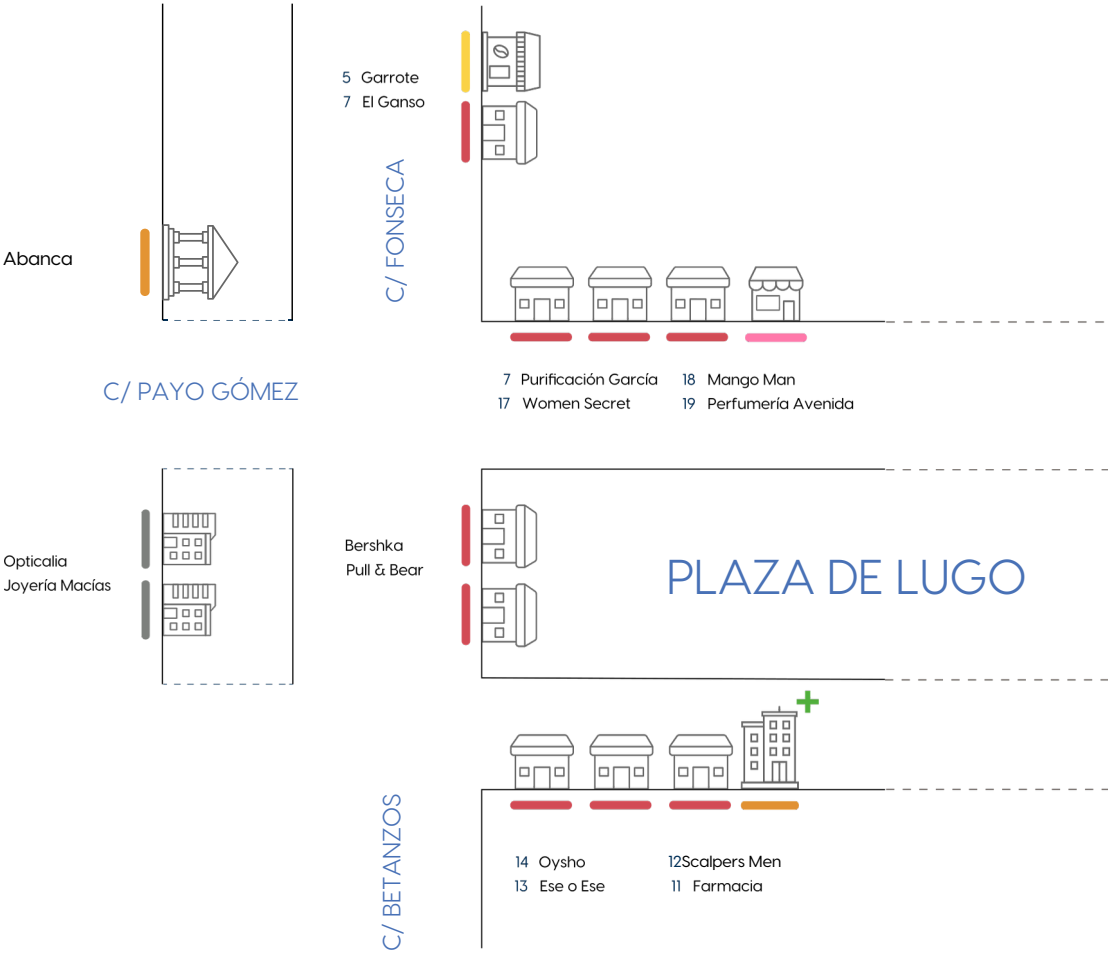 5 Garrote
7 El Ganso
C/ FONSECA
Abanca
C/ PAYO GÓMEZ
7 Purificación García
17 Women Secret
18 Mango Man
19 Perfumería Avenida
Opticalia
Joyería Macías
Bershka
Pull & Bear
PLAZA DE LUGO
C/ BETANZOS
14 Oysho
13 Ese o Ese
12Scalpers Men
11 Farmacia